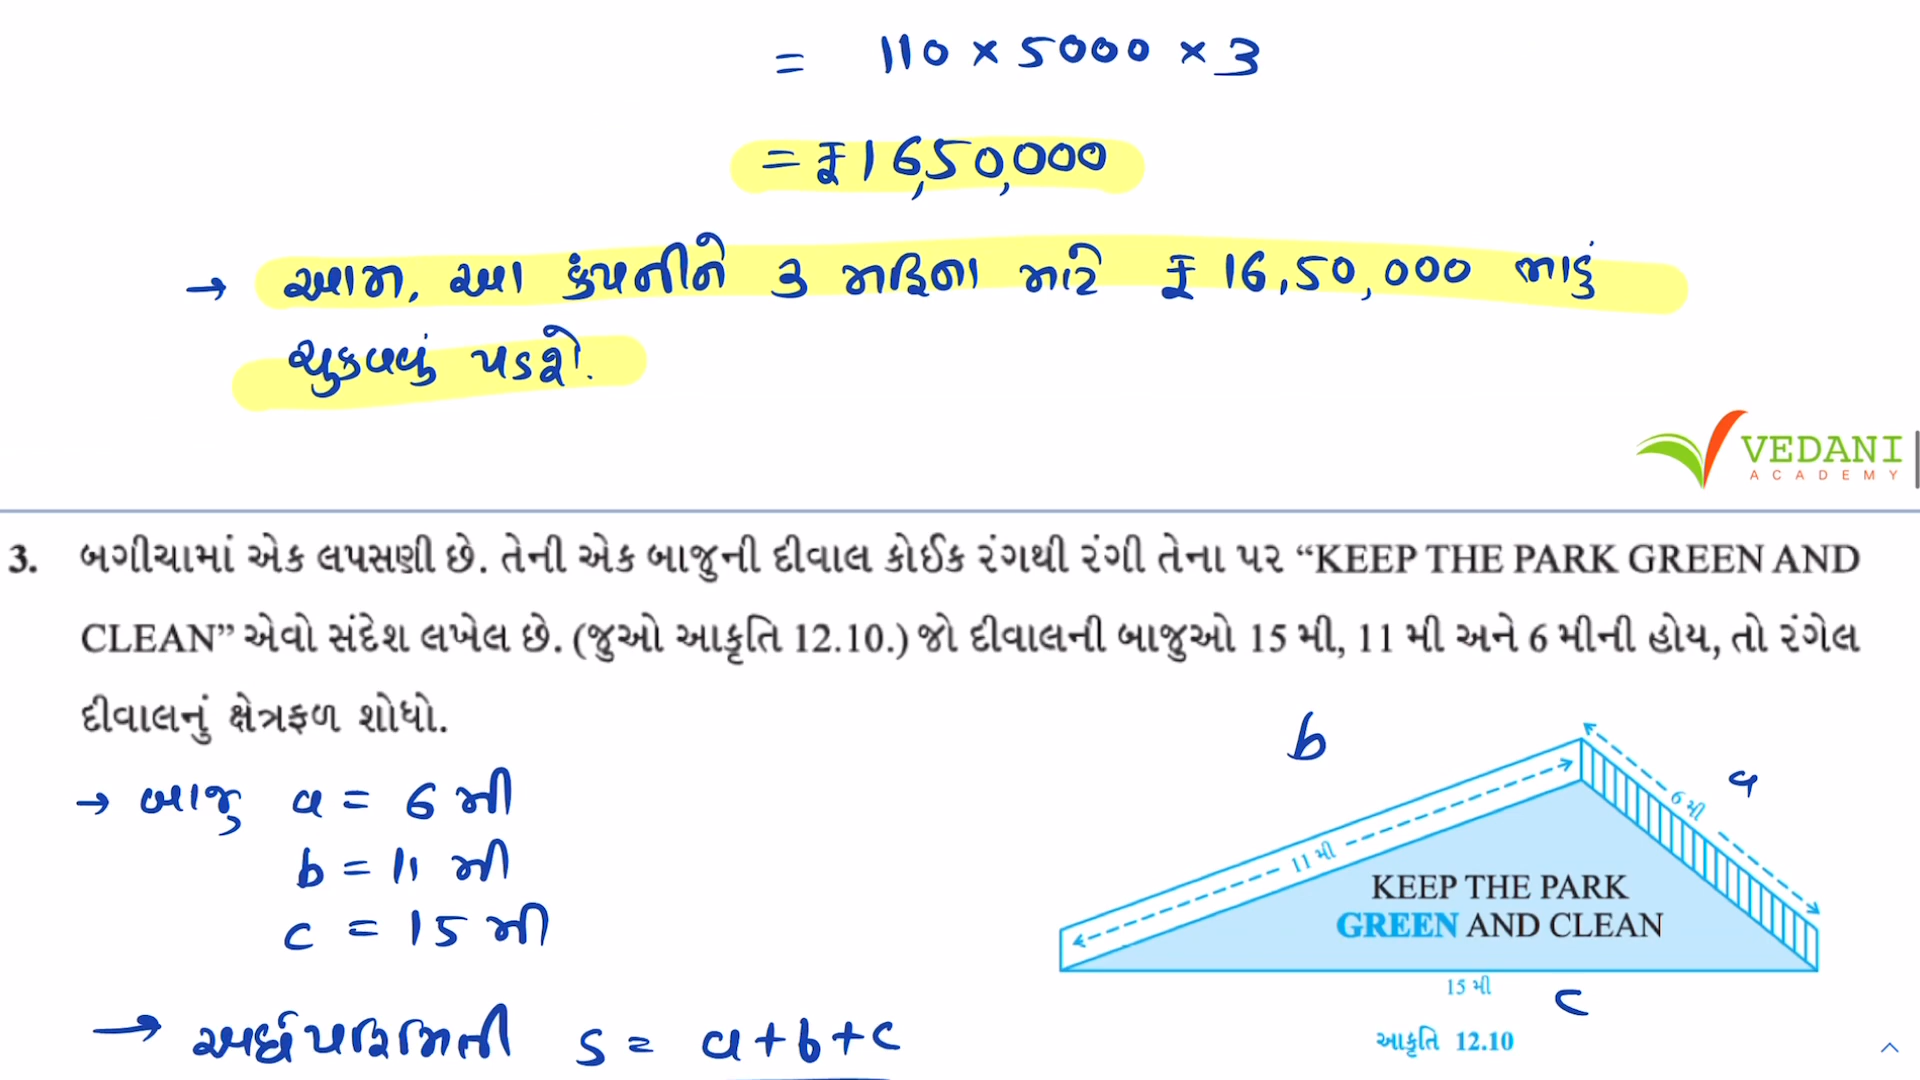 = 110 × 5000 × 3
= ₹ 16,50,000
→ આમ, આ કંપનીને 3 મહિના માટે ₹ 16,50,000 ભાડું
ચુકવવું પડશે.
VEDANI
ACADEMY
3. બગીચામાં એક લપસણી છે. તેની એક બાજુની દીવાલ કોઈક રંગથી રંગી તેના પર “KEEP THE PARK GREEN AND
CLEAN” એવો સંદેશ લખેલ છે. (જુઓ આકૃતિ 12.10.) જો દીવાલની બાજુઓ 15 મી, 11 મી અને 6 મીની હોય, તો રંગેલ
દીવાલનું ક્ષેત્રફળ શોધો.
→ બાજુ a = 6 મી
b = 11 મી
c = 15 મી
→ અર્ધપરિમિતી s = a+b+c
b
a
6 મી
11 મી
KEEP THE PARK
GREEN AND CLEAN
15 મી
c
આકૃતિ 12.10